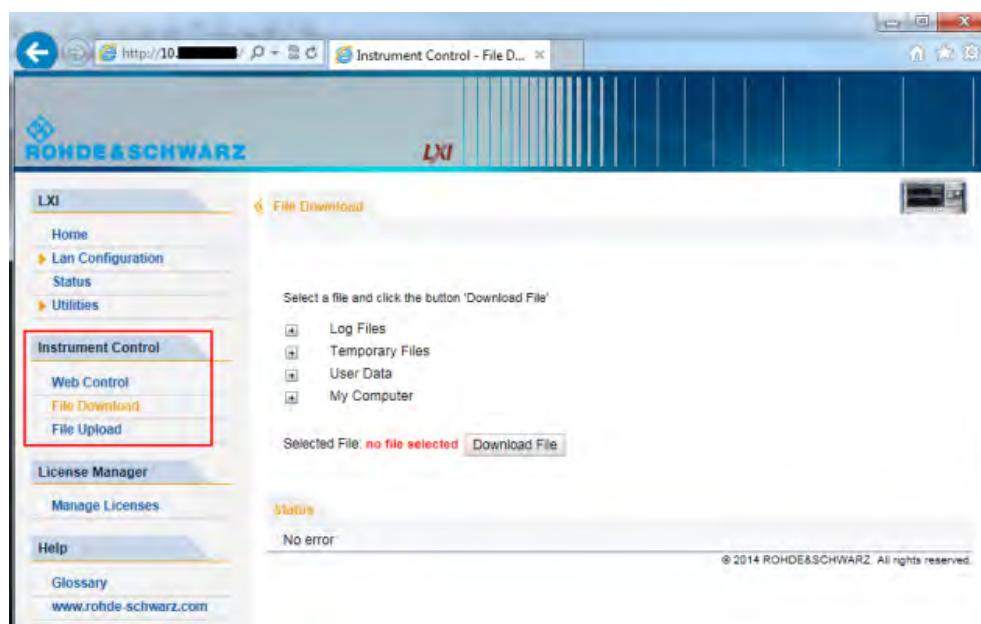 http://10.
Instrument Control - File D...
ROHDE&SCHWARZ
LXI
LXI
Home
Lan Configuration
Status
Utilities
Instrument Control
Web Control
File Download
File Upload
License Manager
Manage Licenses
Help
Glossary
www.rohde-schwarz.com
File Download
Select a file and click the button 'Download File'
Log Files
Temporary Files
User Data
My Computer
Selected File: no file selected Download File
Status
No error
© 2014 ROHDE&SCHWARZ. All rights reserved.